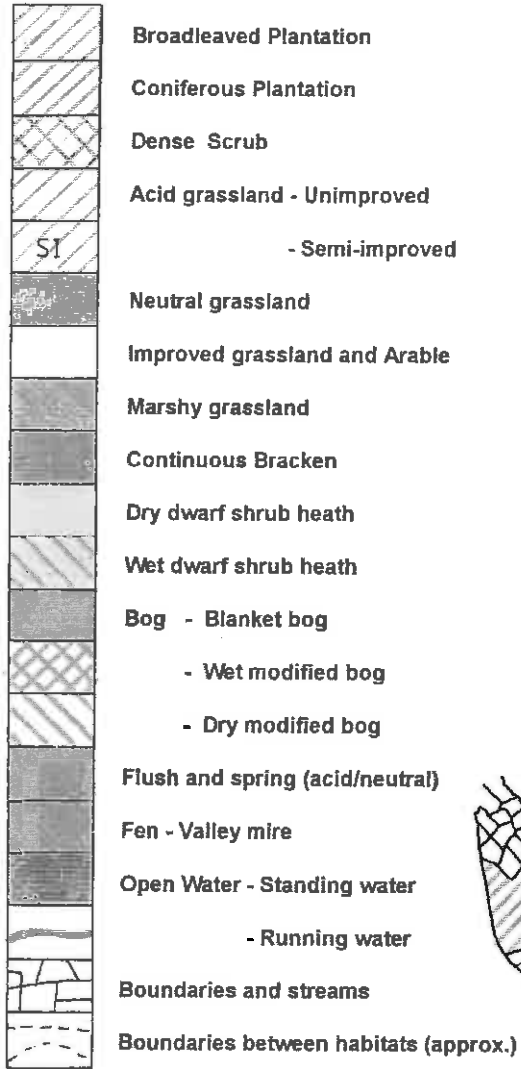 Broadleaved Plantation
Coniferous Plantation
Dense Scrub
Acid grassland - Unimproved
SI - Semi-improved
Neutral grassland
Improved grassland and Arable
Marshy grassland
Continuous Bracken
Dry dwarf shrub heath
Wet dwarf shrub heath
Bog - Blanket bog
- Wet modified bog
- Dry modified bog
Flush and spring (acid/neutral)
Fen - Valley mire
Open Water - Standing water
- Running water
Boundaries and streams
Boundaries between habitats (approx.)